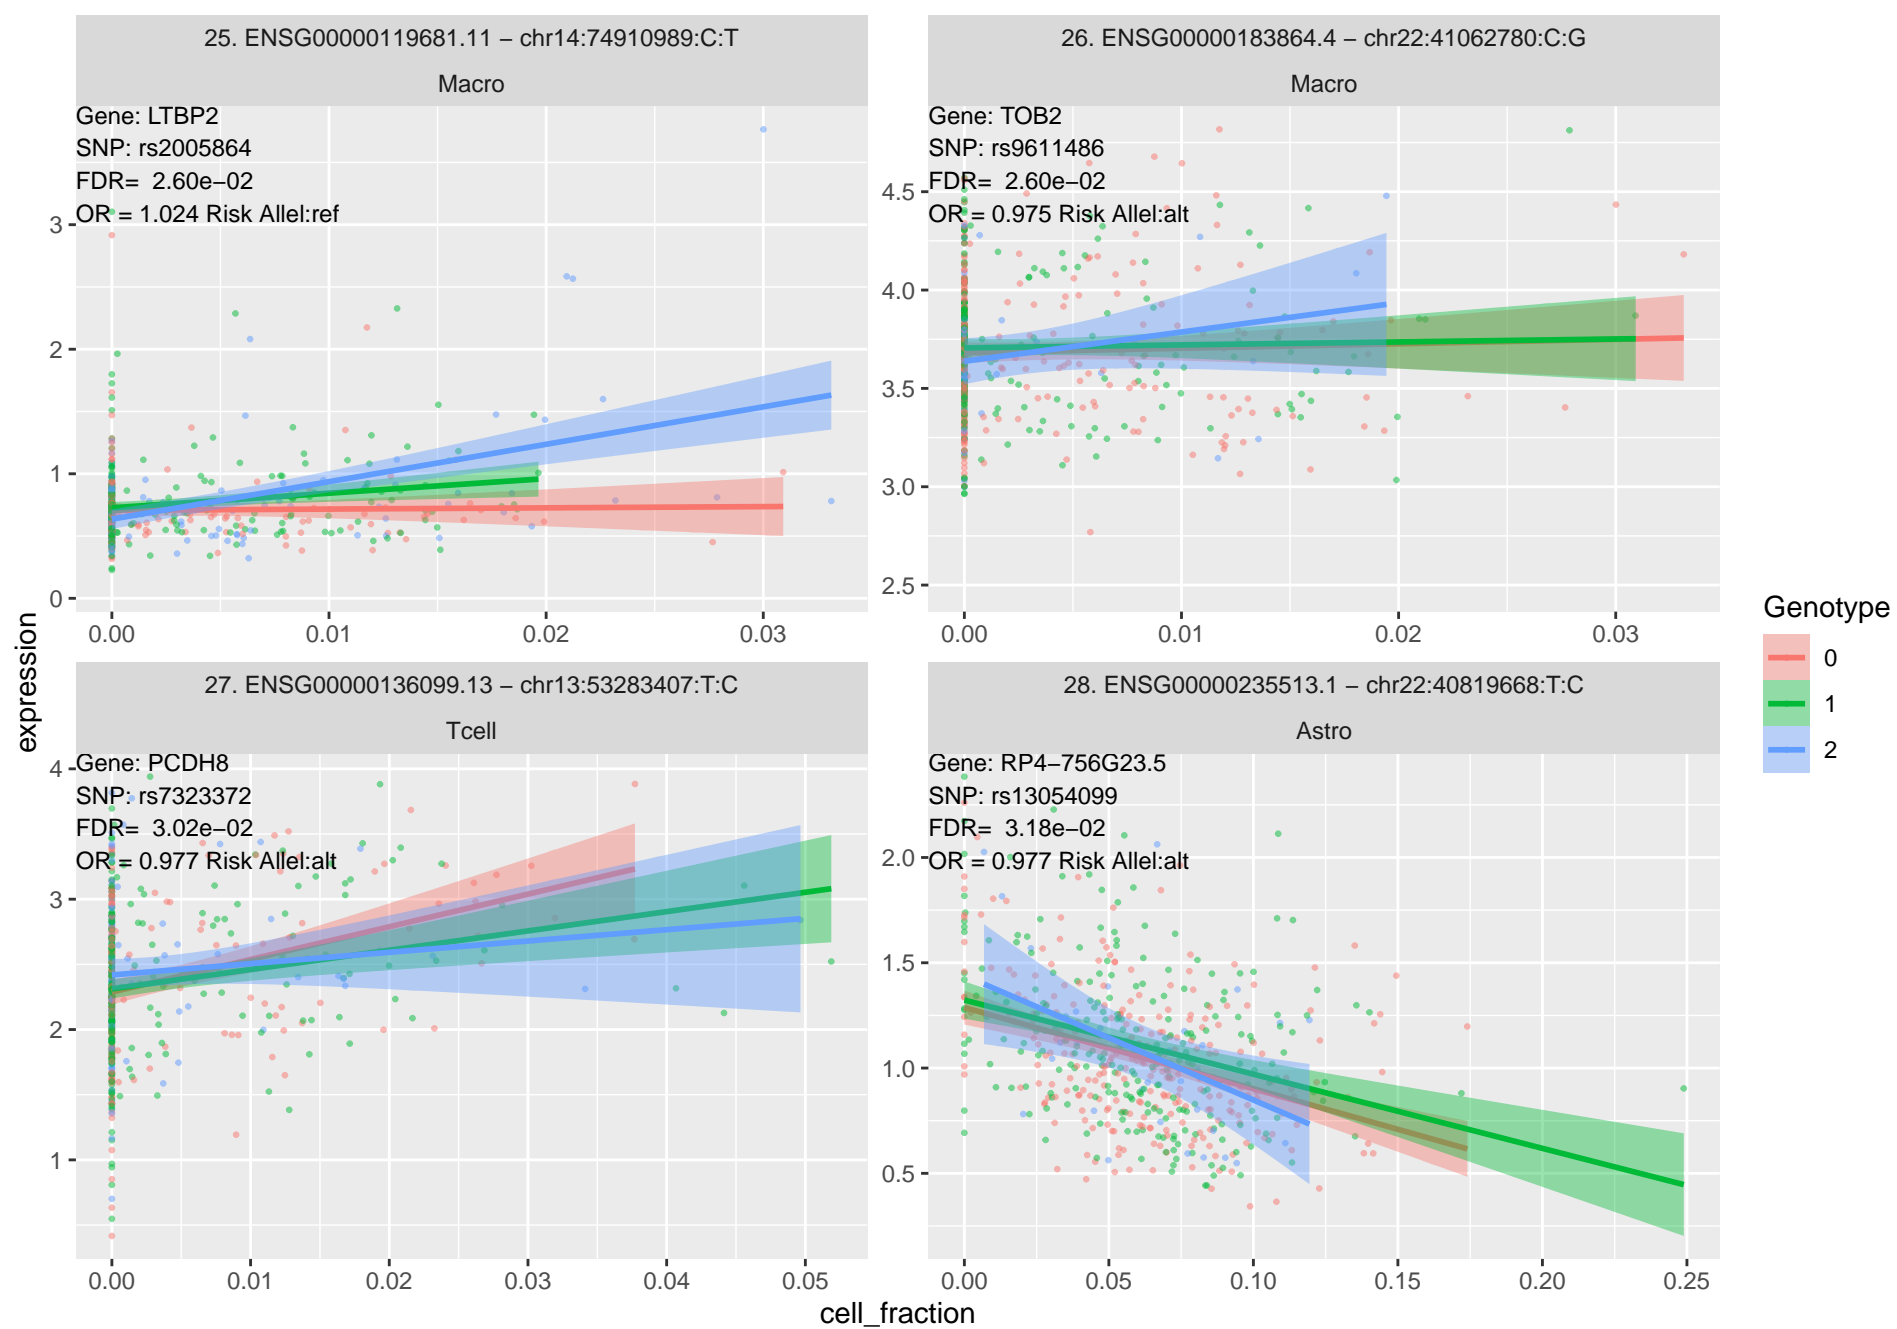 25. ENSG00000119681.11 − chr14:74910989:C:T
Macro
Gene: LTBP2
SNP: rs2005864
FDR=  2.60e−02
OR = 1.024 Risk Allel:ref
3
2
1
0
0.00 0.01 0.02 0.03
26. ENSG00000183864.4 − chr22:41062780:C:G
Macro
Gene: TOB2
SNP: rs9611486
FDR=  2.60e−02
OR = 0.975 Risk Allel:alt
4.5
4.0
3.5
3.0
2.5
0.00 0.01 0.02 0.03
27. ENSG00000136099.13 − chr13:53283407:T:C
Tcell
Gene: PCDH8
SNP: rs7323372
FDR=  3.02e−02
OR = 0.977 Risk Allel:alt
4
3
2
1
0.00 0.01 0.02 0.03 0.04 0.05
28. ENSG00000235513.1 − chr22:40819668:T:C
Astro
Gene: RP4−756G23.5
SNP: rs13054099
FDR=  3.18e−02
OR = 0.977 Risk Allel:alt
2.0
1.5
1.0
0.5
0.00 0.05 0.10 0.15 0.20 0.25
expression
cell_fraction
Genotype
0
1
2